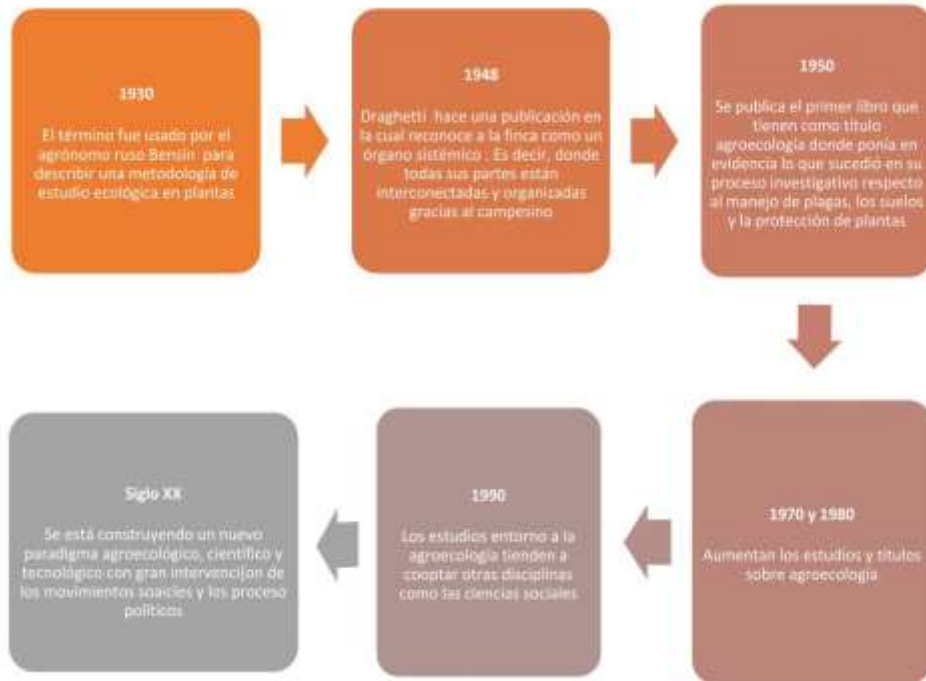 1930
El término fue usado por el
agrónomo ruso Bensin para
describir una metodología de
estudio ecológica en plantas
1948
Draghetti hace una publicación en
la cual reconoce a la finca como un
órgano sistémico : Es decir, donde
todas sus partes están
interconectadas y organizadas
gracias al campesino
1950
Se publica el primer libro que
tienen como título
agroecología donde ponía en
evidencia lo que sucedió en su
proceso investigativo respecto
al manejo de plagas, los suelos
y la protección de plantas
1970 y 1980
Aumentan los estudios y títulos
sobre agroecología
1990
Los estudios entorno a la
agroecología tienden a
cooptar otras disciplinas
como las ciencias sociales
Siglo XX
Se está construyendo un nuevo
paradigma agroecológico, científico y
tecnológico con gran intervenci{on de
los movimientos soaicles y los proceso
políticos